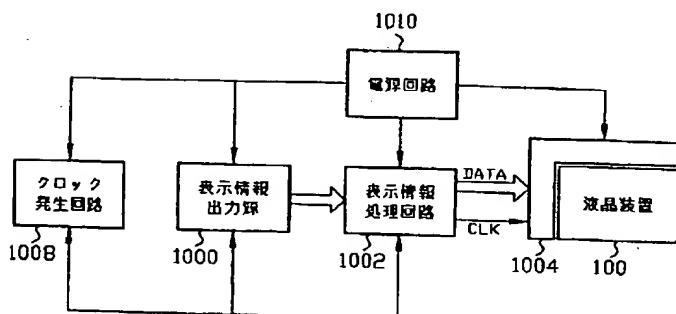 1010
電源回路
クロック
発生回路
1008
表示情報
出力源
1000
表示情報
処理回路
1002
DATA
CLK
液晶装置
1004
100